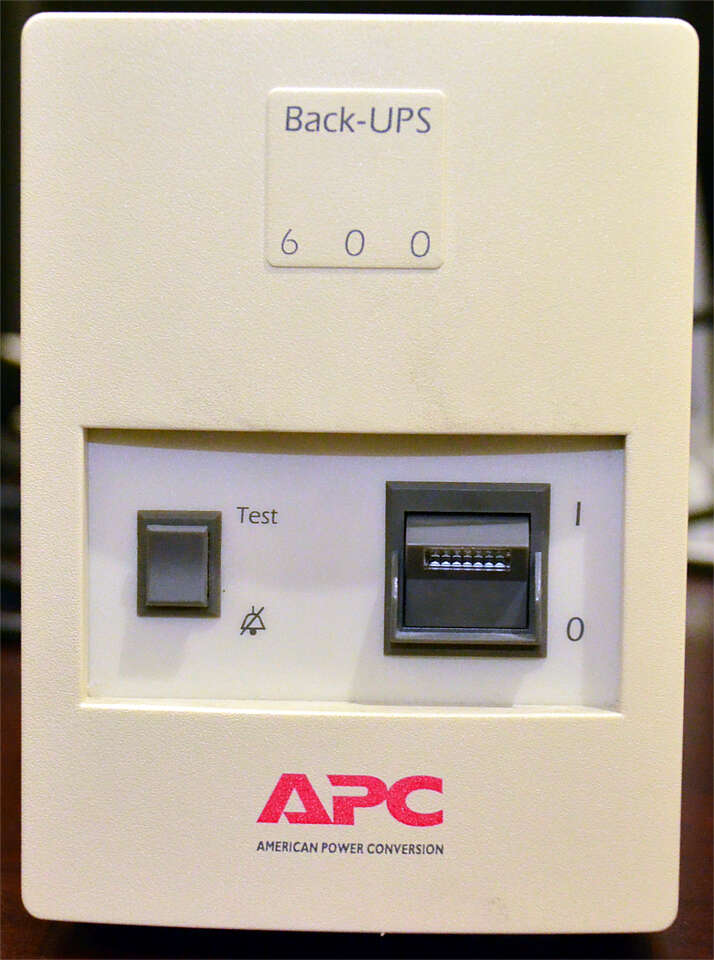 Back-UPS
6 0 0
Test
I
0
APC
AMERICAN POWER CONVERSION